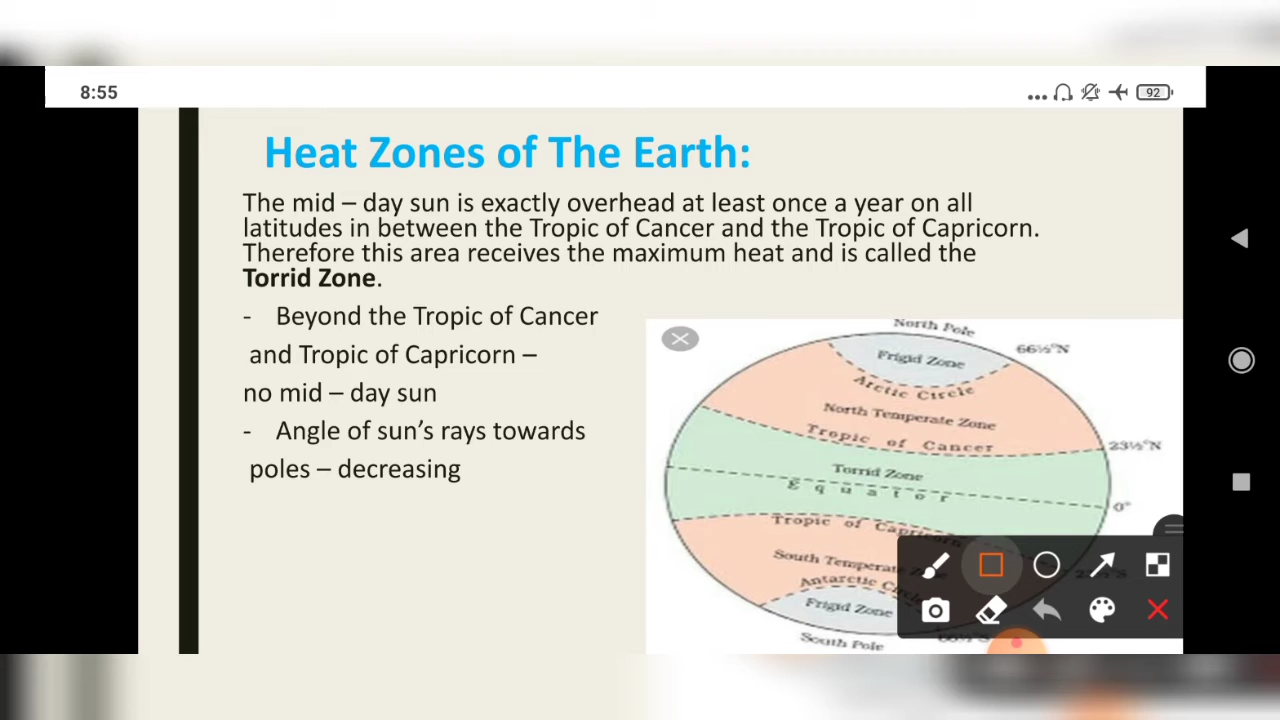 8:55
92
Heat Zones of The Earth:
The mid – day sun is exactly overhead at least once a year on all
latitudes in between the Tropic of Cancer and the Tropic of Capricorn.
Therefore this area receives the maximum heat and is called the
Torrid Zone.
- Beyond the Tropic of Cancer
and Tropic of Capricorn –
no mid – day sun
- Angle of sun's rays towards
poles – decreasing
North Pole
66½°N
Frigid Zone
Arctic Circle
North Temperate Zone
Tropic of Cancer
23½°N
Torrid Zone
Equator
0°
Tropic of Capricorn
South Temperate
Antarctic
Frigid Zone
South Pole